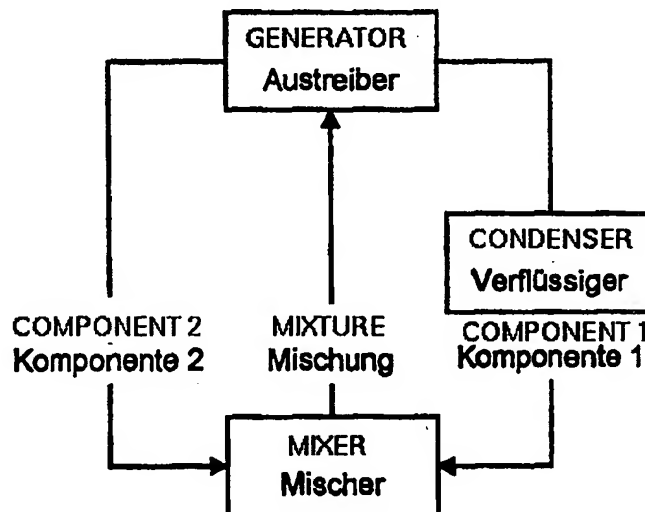 GENERATOR
Austreiber
CONDENSER
Verflüssiger
COMPONENT 2
Komponente 2
MIXTURE
Mischung
COMPONENT 1
Komponente 1
MIXER
Mischer